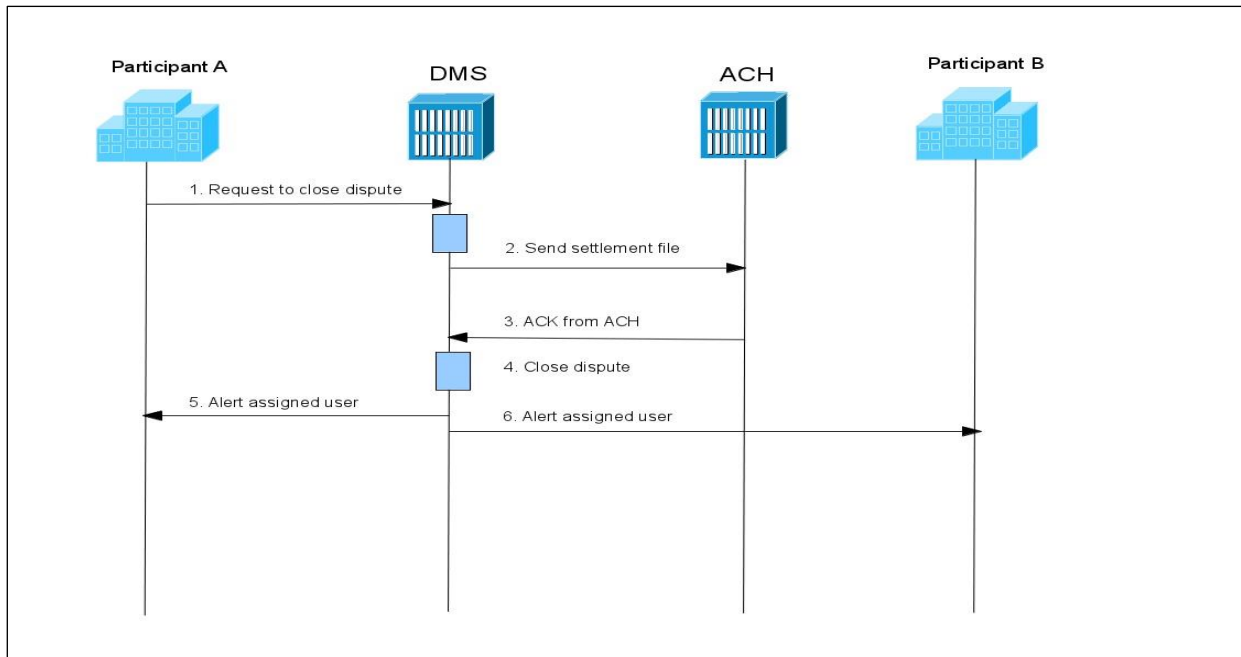 Participant A
DMS
ACH
Participant B
1. Request to close dispute
2. Send settlement file
3. ACK from ACH
4. Close dispute
5. Alert assigned user
6. Alert assigned user